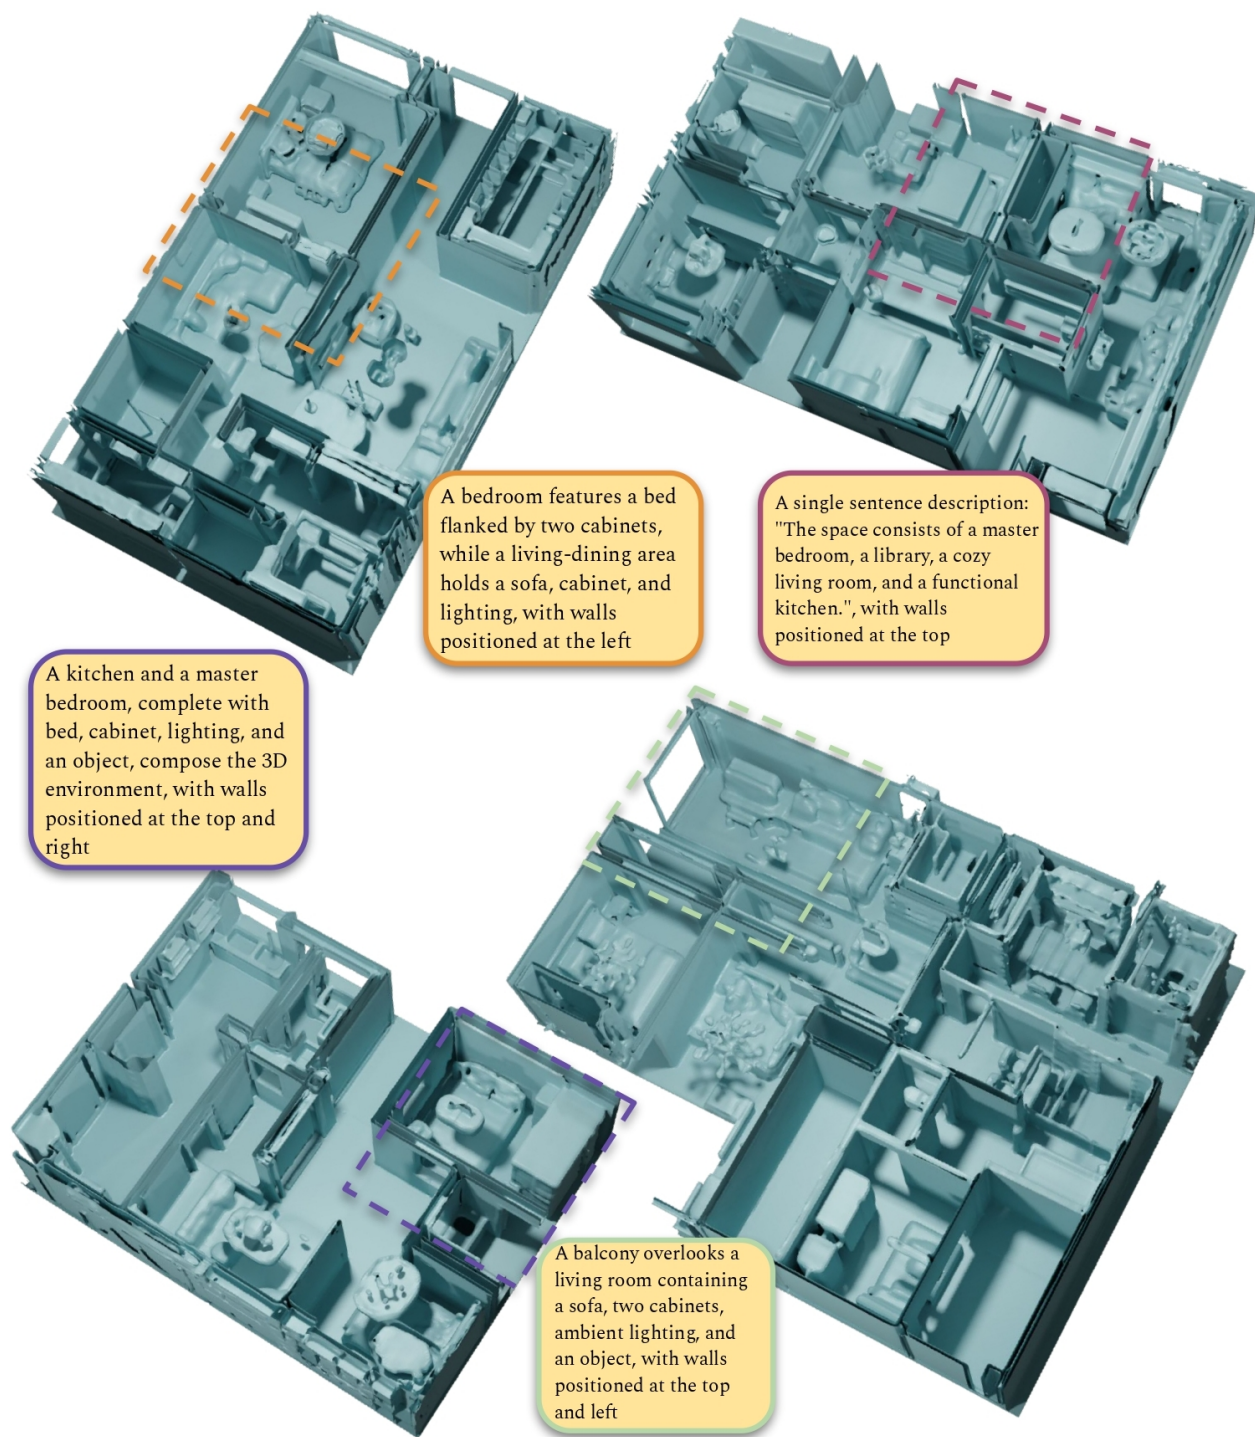 A bedroom features a bed
flanked by two cabinets,
while a living-dining area
holds a sofa, cabinet, and
lighting, with walls
positioned at the left
A single sentence description:
"The space consists of a master
bedroom, a library, a cozy
living room, and a functional
kitchen.", with walls
positioned at the top
A kitchen and a master
bedroom, complete with
bed, cabinet, lighting, and
an object, compose the 3D
environment, with walls
positioned at the top and
right
A balcony overlooks a
living room containing
a sofa, two cabinets,
ambient lighting, and
an object, with walls
positioned at the top
and left